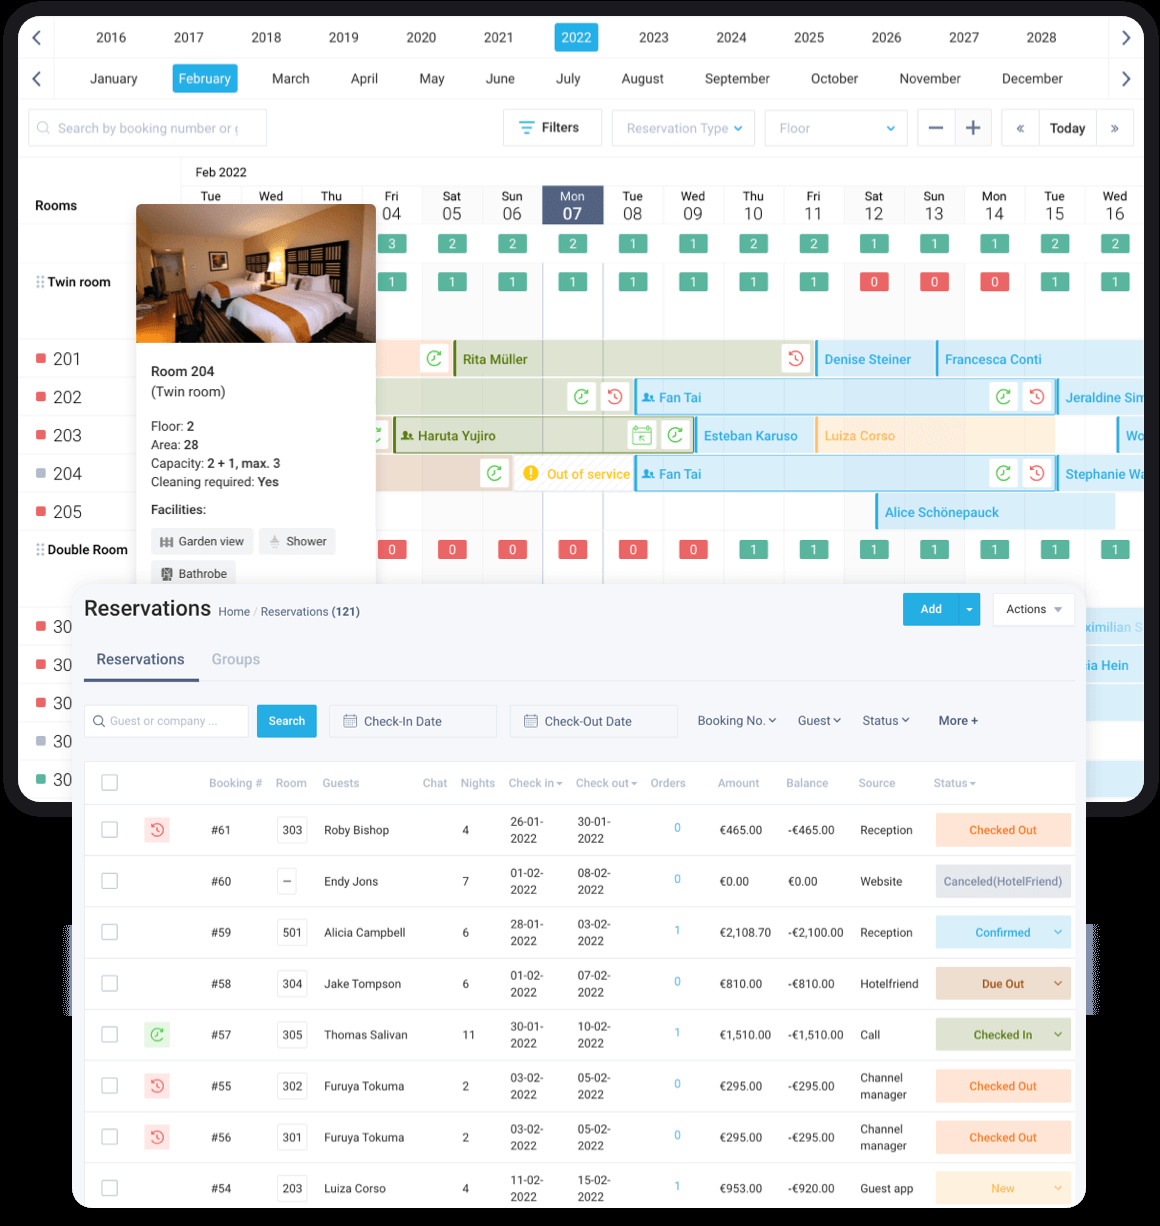 2016 2017 2018 2019 2020 2021 2022 2023 2024 2025 2026 2027 2028
January February March April May June July August September October November December
Search by booking number or g Filters Reservation Type Floor Today
Feb 2022
Rooms Tue Wed Thu Fri Sat Sun Mon Tue Wed Thu Fri Sat Sun Mon Tue Wed
04 05 06 07 08 09 10 11 12 13 14 15 16
3 2 2 2 1 1 2 2 1 1 1 2 2
Twin room 1 1 1 1 1 1 1 1 0 0 0 1 1
201 Rita Müller Denise Steiner Francesca Conti
202 Fan Tai Jeraldine Sim
203 Haruta Yujiro Esteban Karuso Luiza Corso Wo
204 Out of service Fan Tai Stephanie Wa
205 Alice Schönepauck
Double Room 0 0 0 0 0 0 1 1 1 1 1 1 1
Room 204
(Twin room)
Floor: 2
Area: 28
Capacity: 2 + 1, max. 3
Cleaning required: Yes
Facilities:
Garden view Shower
Bathrobe
30 ximilian S
30 ia Hein
30
30
30
Reservations Home / Reservations (121) Add Actions
Reservations Groups
Guest or company ... Search Check-In Date Check-Out Date Booking No. Guest Status More +
Booking # Room Guests Chat Nights Check in Check out Orders Amount Balance Source Status
#61 303 Roby Bishop 4 26-01-2022 30-01-2022 0 €465.00 -€465.00 Reception Checked Out
#60 – Endy Jons 7 01-02-2022 08-02-2022 0 €0.00 €0.00 Website Canceled(HotelFriend)
#59 501 Alicia Campbell 6 28-01-2022 03-02-2022 1 €2,108.70 -€2,100.00 Reception Confirmed
#58 304 Jake Tompson 6 01-02-2022 07-02-2022 0 €810.00 -€810.00 Hotelfriend Due Out
#57 305 Thomas Salivan 11 30-01-2022 10-02-2022 1 €1,510.00 -€1,510.00 Call Checked In
#55 302 Furuya Tokuma 2 03-02-2022 05-02-2022 0 €295.00 -€295.00 Channel manager Checked Out
#56 301 Furuya Tokuma 2 03-02-2022 05-02-2022 0 €295.00 -€295.00 Channel manager Checked Out
#54 203 Luiza Corso 4 11-02-2022 15-02-2022 1 €953.00 -€920.00 Guest app New